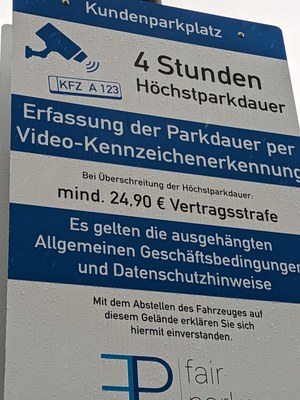 Kundenparkplatz
KFZ A 123
4 Stunden
Höchstparkdauer
Erfassung der Parkdauer per
Video-Kennzeichenerkennung
Bei Überschreitung der Höchstparkdauer:
mind. 24,90 € Vertragsstrafe
Es gelten die ausgehängten
Allgemeinen Geschäftsbedingungen
und Datenschutzhinweise
Mit dem Abstellen des Fahrzeuges auf
diesem Gelände erklären Sie sich
hiermit einverstanden.
fair